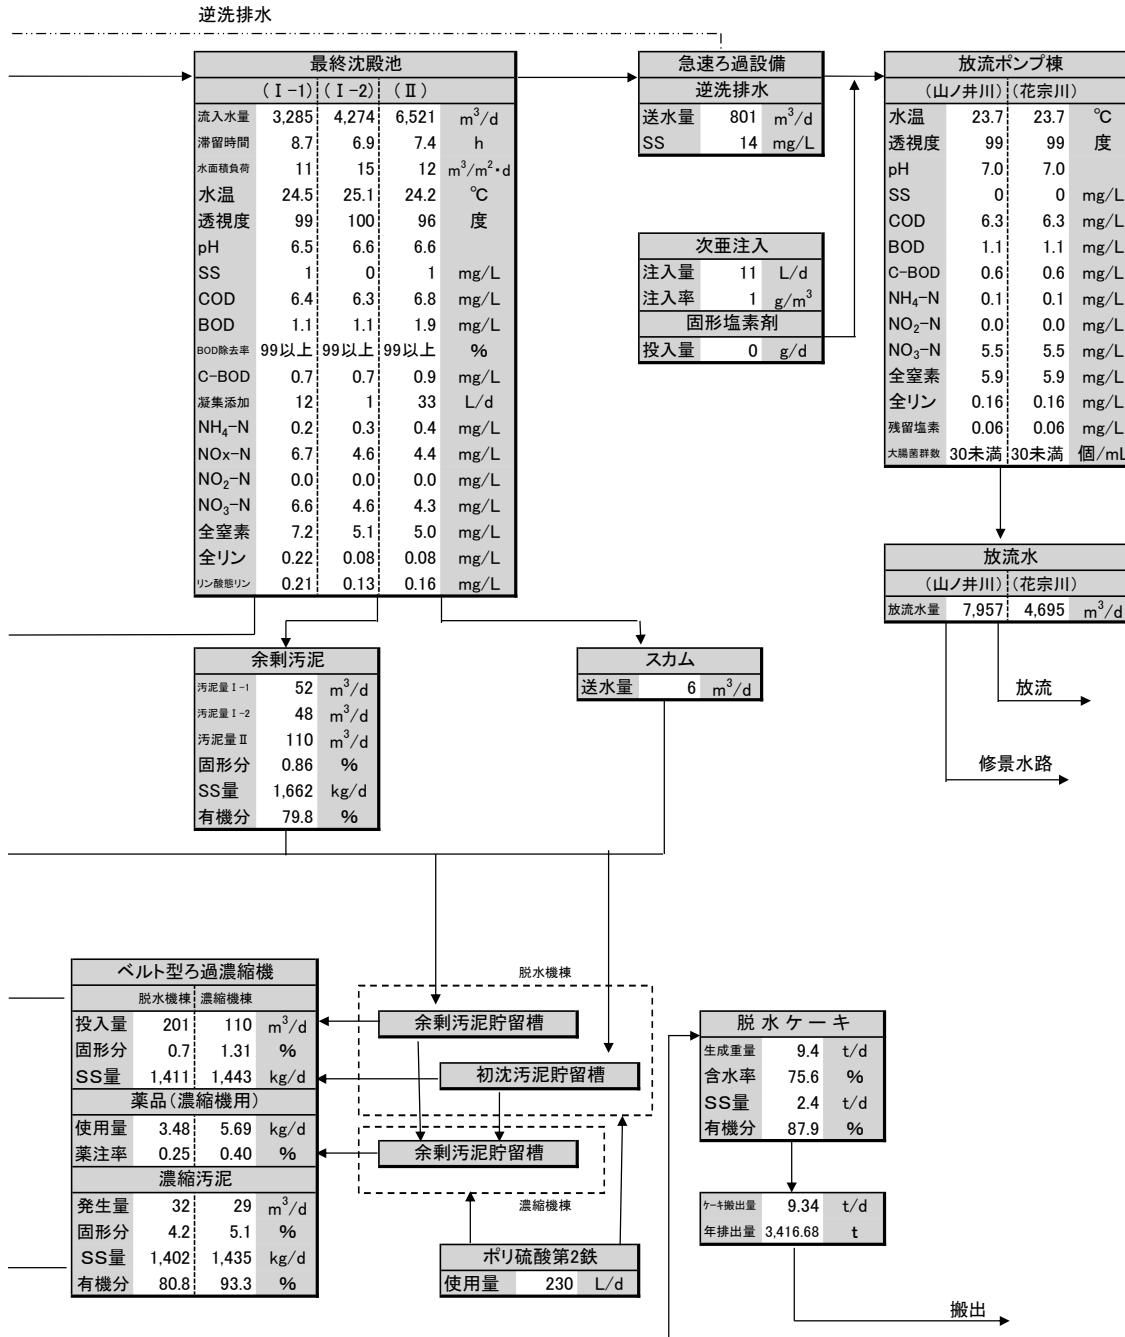 逆洗排水
最終沈殿池
(Ⅰ-1) (Ⅰ-2) (Ⅱ)
流入水量 3,285 4,274 6,521 m³/d
滞留時間 8.7 6.9 7.4 h
水面積負荷 11 15 12 m³/m²・d
水温 24.5 25.1 24.2 ℃
透視度 99 100 96 度
pH 6.5 6.6 6.6
SS 1 0 1 mg/L
COD 6.4 6.3 6.8 mg/L
BOD 1.1 1.1 1.9 mg/L
BOD除去率 99以上 99以上 99以上 %
C-BOD 0.7 0.7 0.9 mg/L
凝集添加 12 1 33 L/d
NH₄-N 0.2 0.3 0.4 mg/L
NOx-N 6.7 4.6 4.4 mg/L
NO₂-N 0.0 0.0 0.0 mg/L
NO₃-N 6.6 4.6 4.3 mg/L
全窒素 7.2 5.1 5.0 mg/L
全リン 0.22 0.08 0.08 mg/L
リン酸態リン 0.21 0.13 0.16 mg/L
急速ろ過設備
逆洗排水
送水量 801 m³/d
SS 14 mg/L
次亜注入
注入量 11 L/d
注入率 1 g/m³
固形塩素剤
投入量 0 g/d
放流ポンプ棟
(山ノ井川) (花宗川)
水温 23.7 23.7 ℃
透視度 99 99 度
pH 7.0 7.0
SS 0 0 mg/L
COD 6.3 6.3 mg/L
BOD 1.1 1.1 mg/L
C-BOD 0.6 0.6 mg/L
NH₄-N 0.1 0.1 mg/L
NO₂-N 0.0 0.0 mg/L
NO₃-N 5.5 5.5 mg/L
全窒素 5.9 5.9 mg/L
全リン 0.16 0.16 mg/L
残留塩素 0.06 0.06 mg/L
大腸菌群数 30未満 30未満 個/mL
放流水
(山ノ井川) (花宗川)
放流水量 7,957 4,695 m³/d
放流
修景水路
余剰汚泥
汚泥量Ⅰ-1 52 m³/d
汚泥量Ⅰ-2 48 m³/d
汚泥量Ⅱ 110 m³/d
固形分 0.86 %
SS量 1,662 kg/d
有機分 79.8 %
スカム
送水量 6 m³/d
ベルト型ろ過濃縮機
脱水機棟 濃縮機棟
投入量 201 110 m³/d
固形分 0.7 1.31 %
SS量 1,411 1,443 kg/d
薬品(濃縮機用)
使用量 3.48 5.69 kg/d
薬注率 0.25 0.40 %
濃縮汚泥
発生量 32 29 m³/d
固形分 4.2 5.1 %
SS量 1,402 1,435 kg/d
有機分 80.8 93.3 %
脱水機棟
余剰汚泥貯留槽
初沈汚泥貯留槽
余剰汚泥貯留槽
濃縮機棟
ポリ硫酸第2鉄
使用量 230 L/d
脱水ケーキ
生成重量 9.4 t/d
含水率 75.6 %
SS量 2.4 t/d
有機分 87.9 %
ケーキ搬出量 9.34 t/d
年排出量 3,416.68 t
搬出